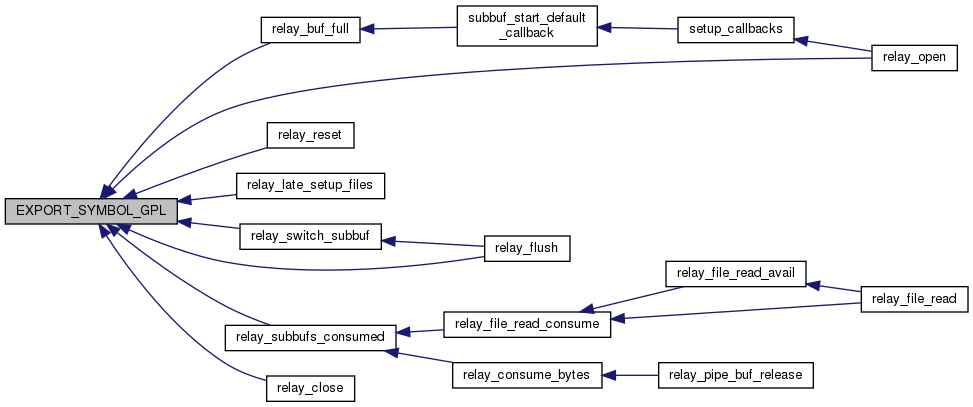 relay_buf_full
subbuf_start_default
_callback
setup_callbacks
relay_open
relay_reset
relay_late_setup_files
EXPORT_SYMBOL_GPL
relay_switch_subbuf
relay_flush
relay_file_read_avail
relay_file_read
relay_file_read_consume
relay_subbufs_consumed
relay_consume_bytes
relay_pipe_buf_release
relay_close